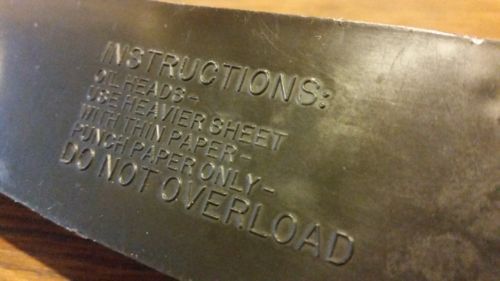 INSTRUCTIONS:
OIL HEADS-
USE HEAVIER SHEET
WITH THIN PAPER-
PUNCH PAPER ONLY-
DO NOT OVERLOAD